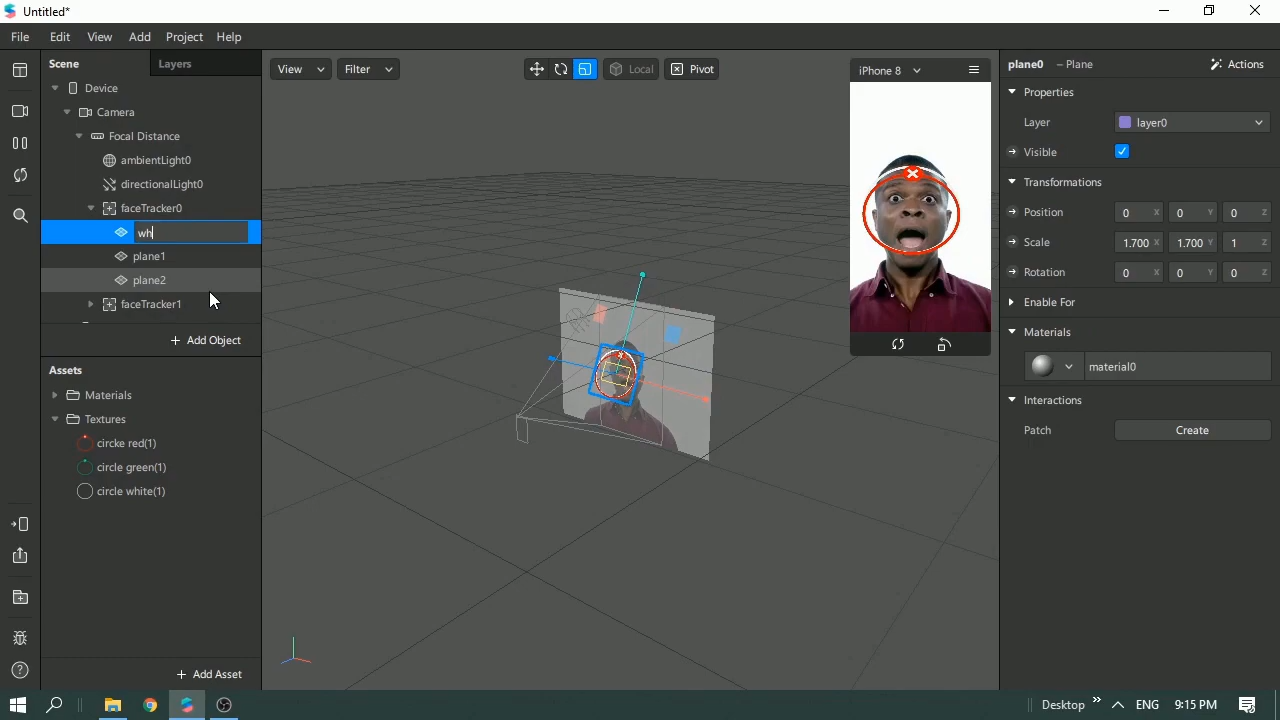 Untitled*
File Edit View Add Project Help
Scene Layers
Device
Camera
Focal Distance
ambientLight0
directionalLight0
faceTracker0
wh
plane1
plane2
faceTracker1
+ Add Object
Assets
Materials
Textures
circke red(1)
circle green(1)
circle white(1)
+ Add Asset
View Filter Local Pivot
iPhone 8
plane0 – Plane Actions
Properties
Layer layer0
Visible
Transformations
Position 0 X 0 Y 0 Z
Scale 1.700 X 1.700 Y 1 Z
Rotation 0 X 0 Y 0 Z
Enable For
Materials
material0
Interactions
Patch Create
Desktop ENG 9:15 PM